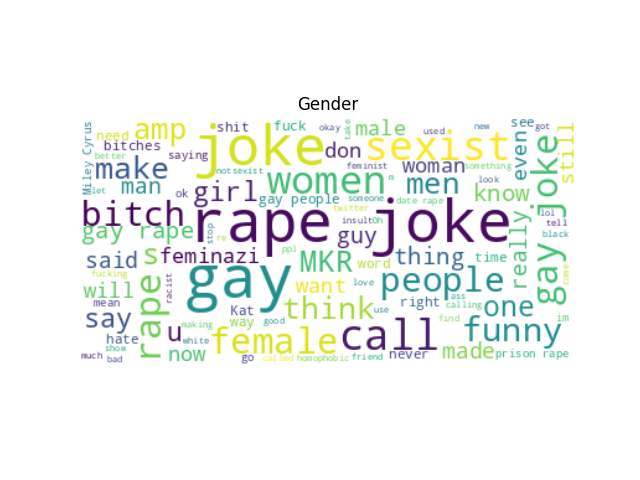 Gender
Miley Cyrus
need
amp
shit
fuck
okay
take
male
used
new
see
got
bitches
better
saying
joke
don
sexist
woman
feminist
something
even
still
let
make
man
ok
notsexist
girl
women
gay people
someone
men
date rape
look
know
gay joke
bitch
rape joke
twitter
insult
Oh
lol
tell
black
gay rape
stop
re
guy
ppl
really
said
s
feminazi
gay
MKR
word
thing
time
people
come
will
fucking
racist
rape
want
love
use
right
ass
calling
one
mean
say
u
making
white
Kat
way
good
think
call
find
funny
im
hate
female
much
show
bad
now
go
called
homophobic
friend
never
made
prison rape